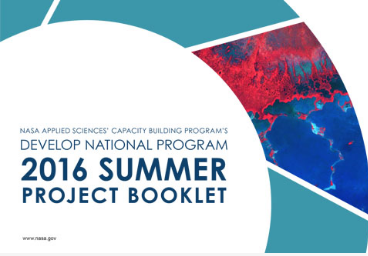 NASA APPLIED SCIENCES' CAPACITY BUILDING PROGRAM'S
DEVELOP NATIONAL PROGRAM
2016 SUMMER
PROJECT BOOKLET
www.nasa.gov